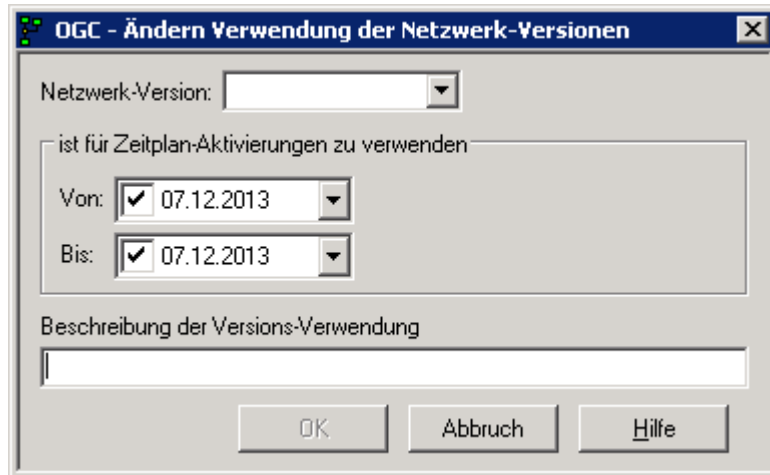 OGC - Ändern Verwendung der Netzwerk-Versionen
Netzwerk-Version:
ist für Zeitplan-Aktivierungen zu verwenden
Von: 07.12.2013
Bis: 07.12.2013
Beschreibung der Versions-Verwendung
OK Abbruch Hilfe